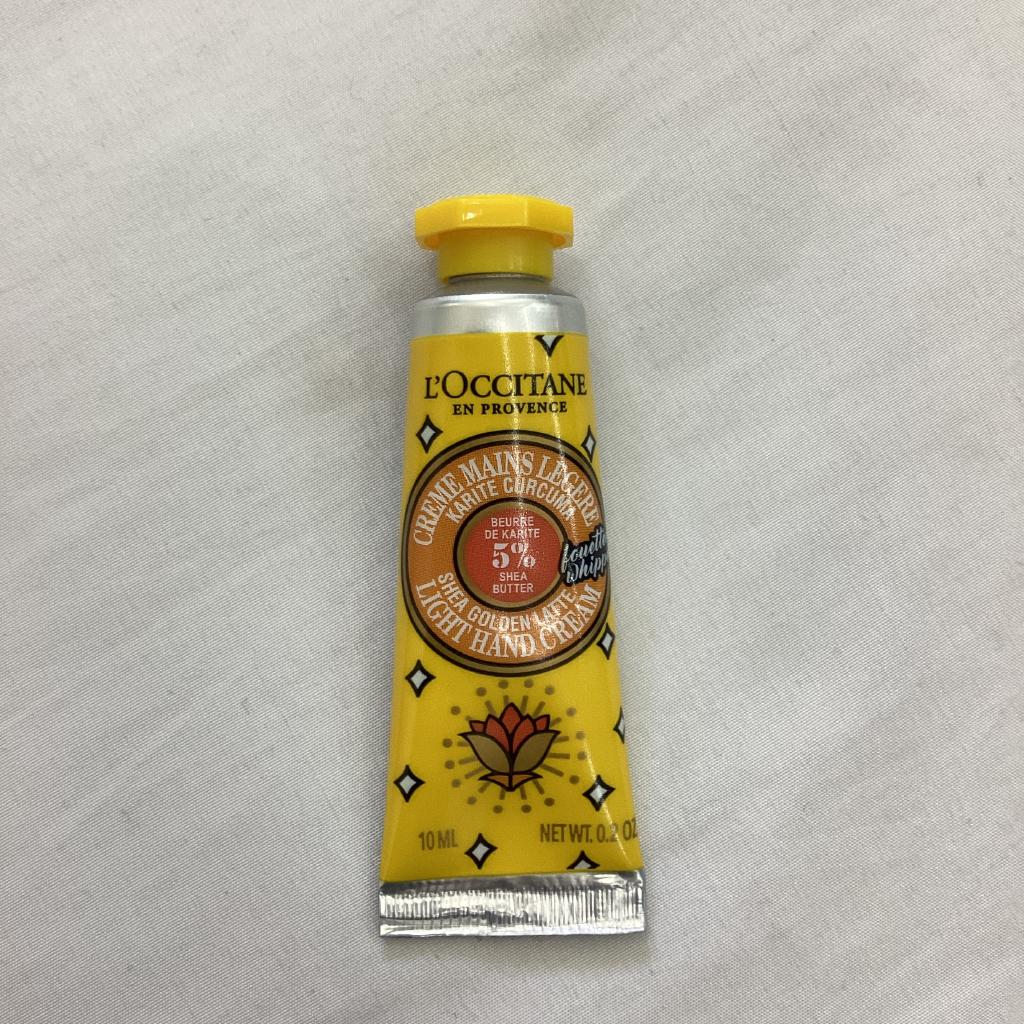 L'OCCITANE
EN PROVENCE
CREME MAINS LÉGÈRE
KARITE CURCUMA
BEURRE
DE KARITE
5%
SHEA
BUTTER
SHEA GOLDEN LATTE
LIGHT HAND CREAM
10 ML
NET WT. 0.2 OZ